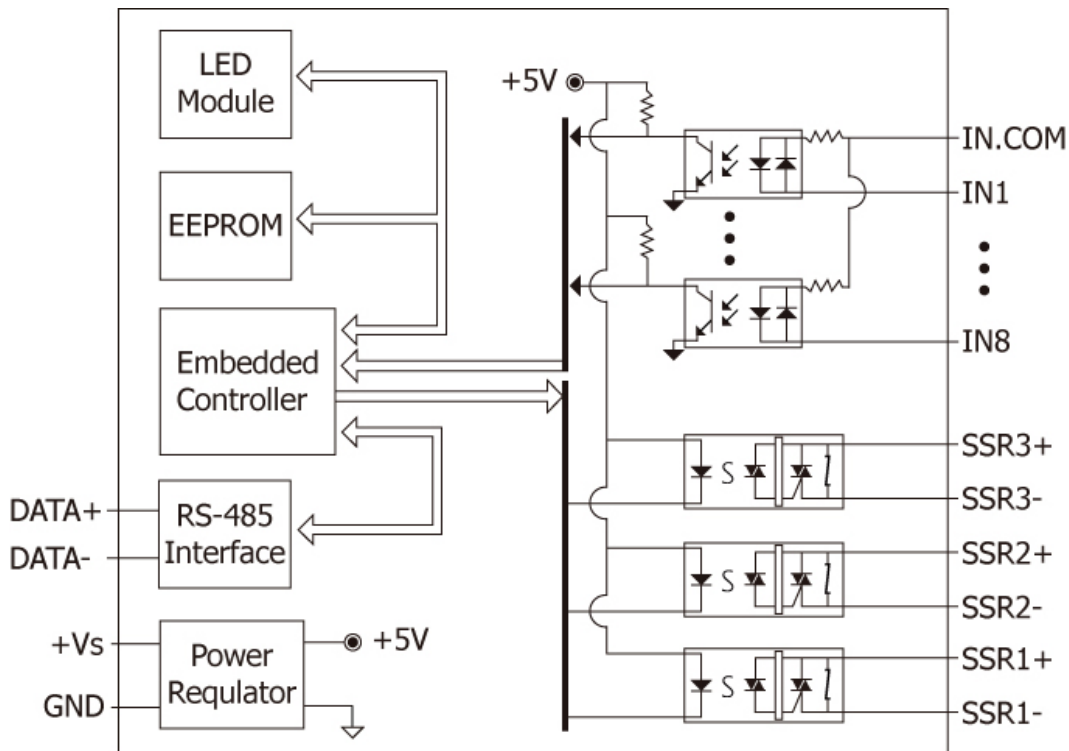 LED
Module
EEPROM
Embedded
Controller
RS-485
Interface
DATA+
DATA-
+Vs
GND
Power
Requlator
+5V
+5V
IN.COM
IN1
IN8
SSR3+
SSR3-
SSR2+
SSR2-
SSR1+
SSR1-